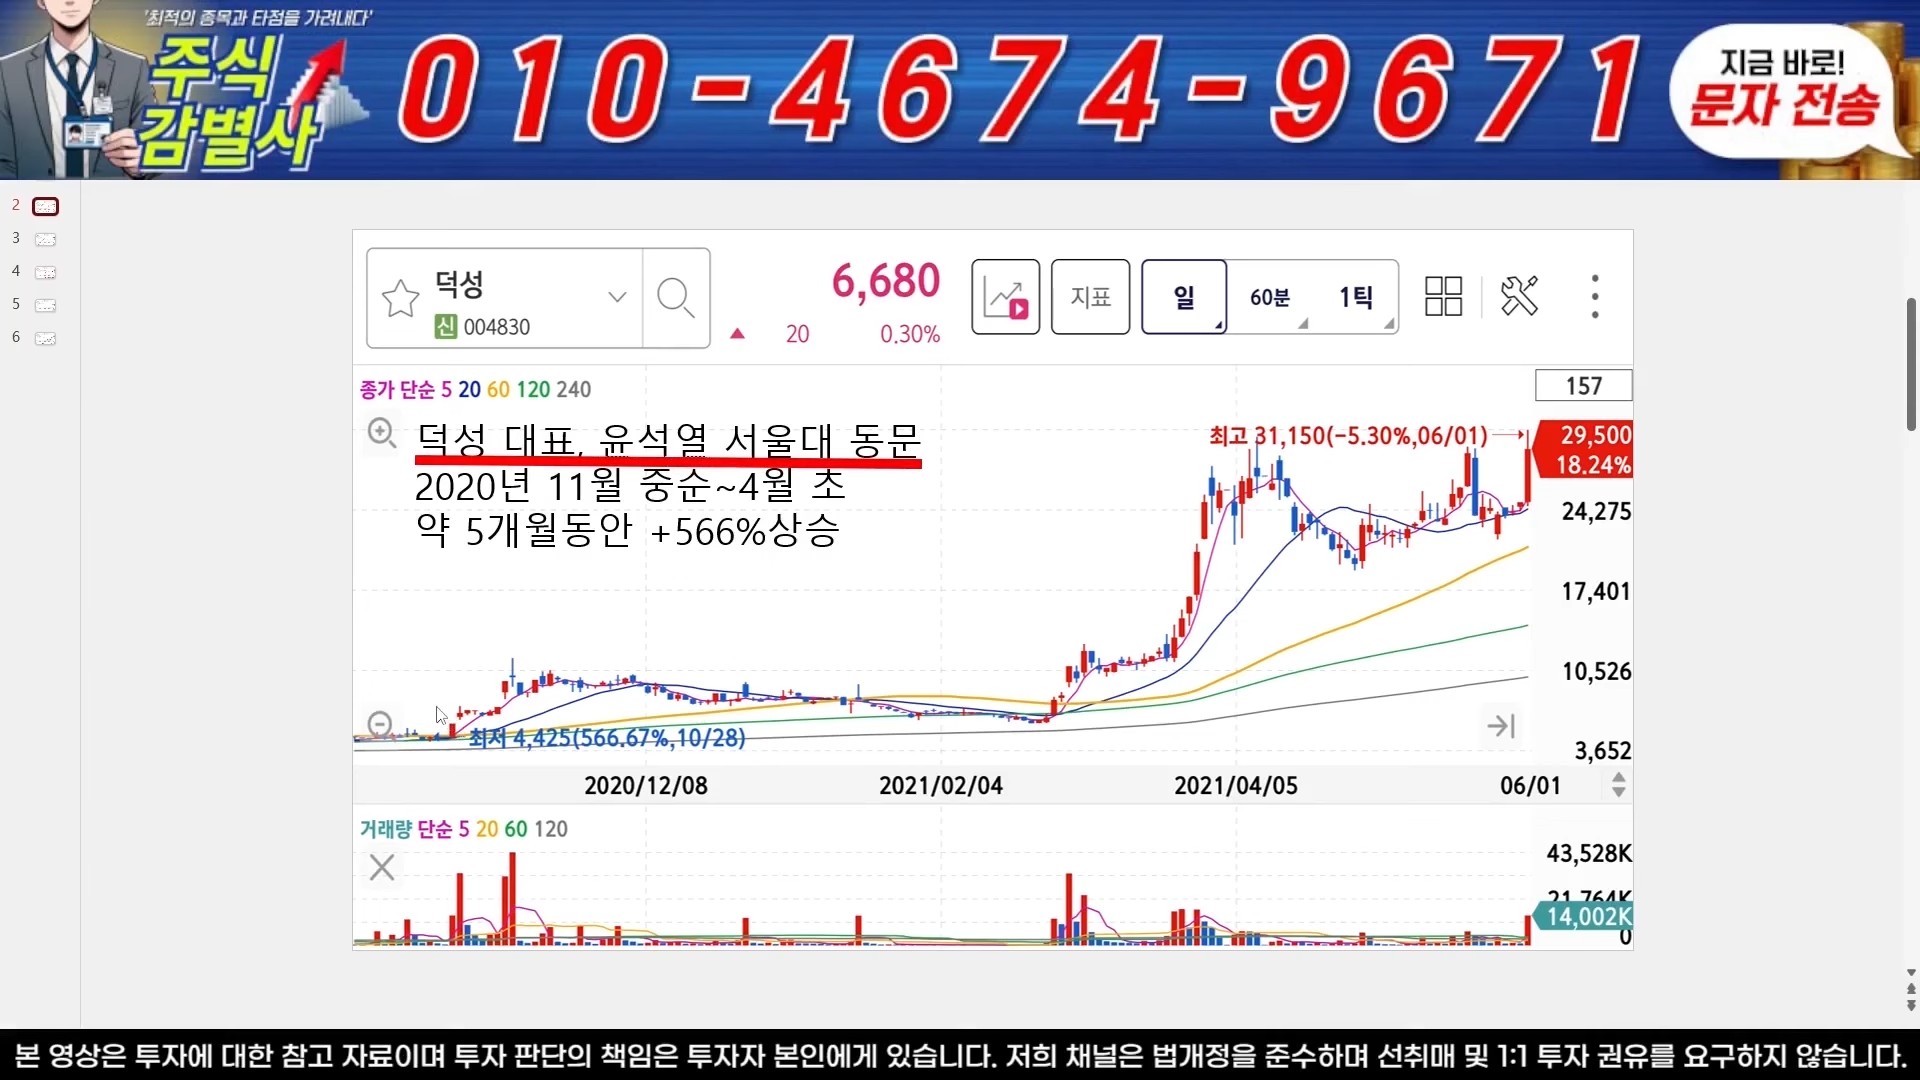 '최적의 종목과 타점을 가려내다'
주식
감별사
010-4674-9671
지금 바로!
문자 전송
2
3
4
5
6
덕성
신 004830
6,680
20 0.30%
지표
일
60분
1틱
종가 단순 5 20 60 120 240
157
덕성 대표, 윤석열 서울대 동문
2020년 11월 중순~4월 초
약 5개월동안 +566%상승
최고 31,150(-5.30%,06/01)
29,500
18.24%
24,275
17,401
10,526
3,652
최저 4,425(566.67%,10/28)
2020/12/08
2021/02/04
2021/04/05
06/01
거래량 단순 5 20 60 120
43,528K
21,764K
14,002K
0
본 영상은 투자에 대한 참고 자료이며 투자 판단의 책임은 투자자 본인에게 있습니다. 저희 채널은 법개정을 준수하며 선취매 및 1:1 투자 권유를 요구하지 않습니다.